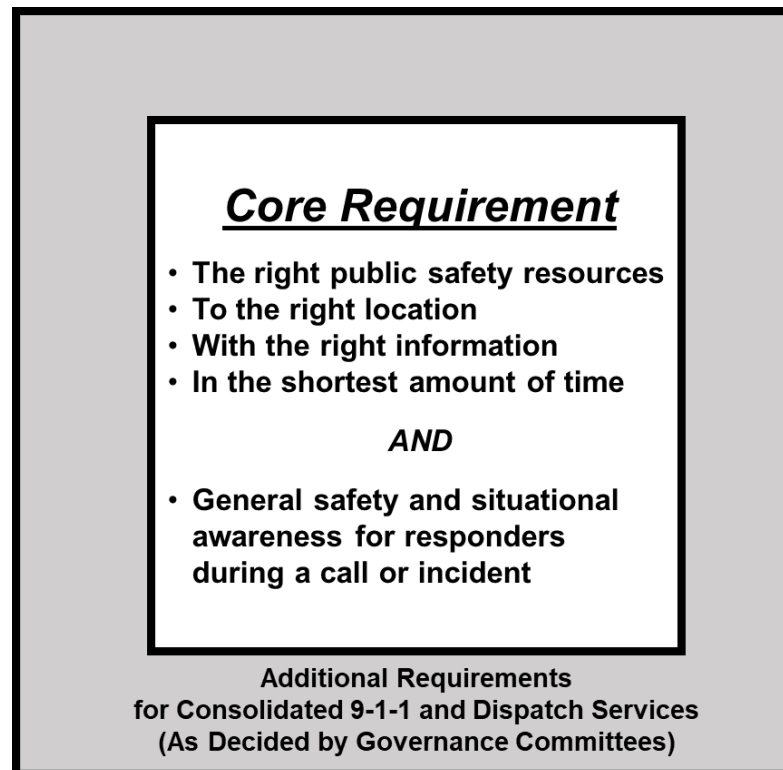 Core Requirement
• The right public safety resources
• To the right location
• With the right information
• In the shortest amount of time
AND
• General safety and situational
awareness for responders
during a call or incident
Additional Requirements
for Consolidated 9-1-1 and Dispatch Services
(As Decided by Governance Committees)